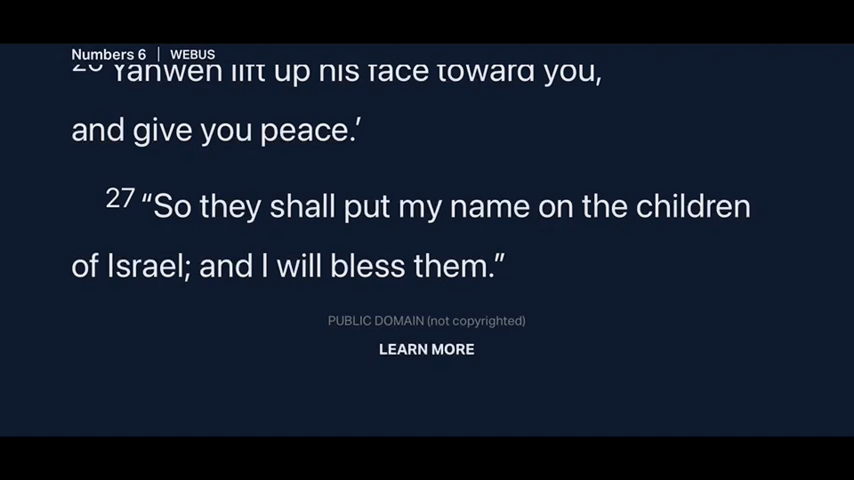 Numbers 6 | WEBUS
26 Yahweh lift up his face toward you,
and give you peace.’
27 “So they shall put my name on the children
of Israel; and I will bless them.”
PUBLIC DOMAIN (not copyrighted)
LEARN MORE